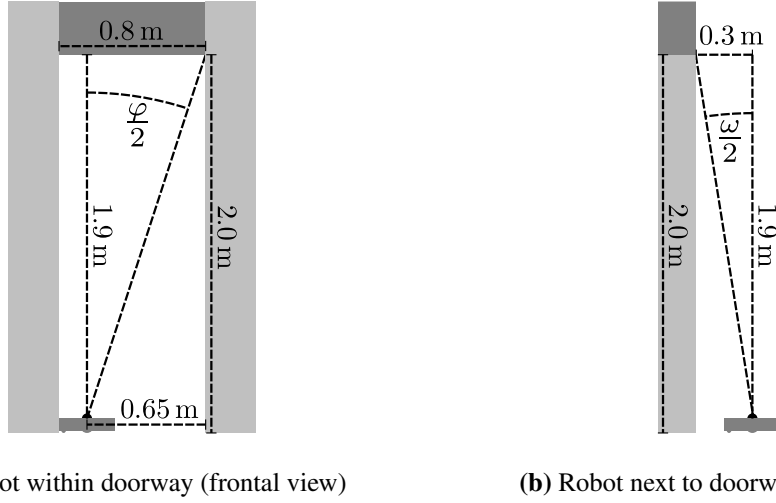 0.8 m
0.3 m
φ/2
ω/2
1.9 m
2.0 m
2.0 m
1.9 m
0.65 m
ot within doorway (frontal view)
(b) Robot next to doorw